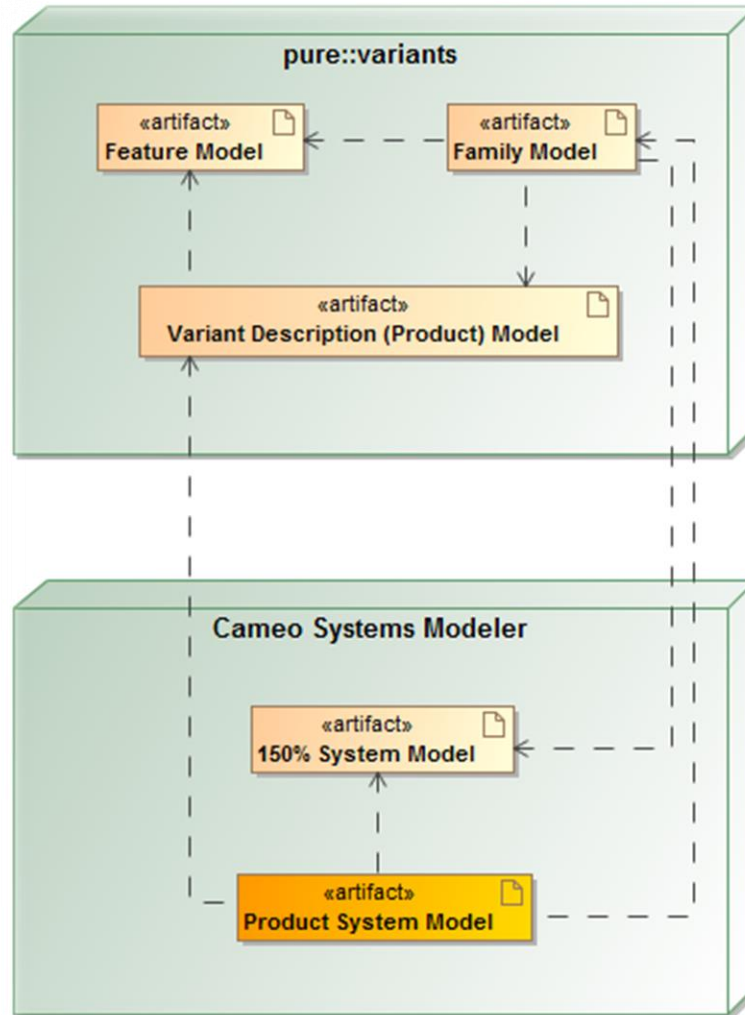 pure::variants
«artifact»
Feature Model
«artifact»
Family Model
«artifact»
Variant Description (Product) Model
Cameo Systems Modeler
«artifact»
150% System Model
«artifact»
Product System Model